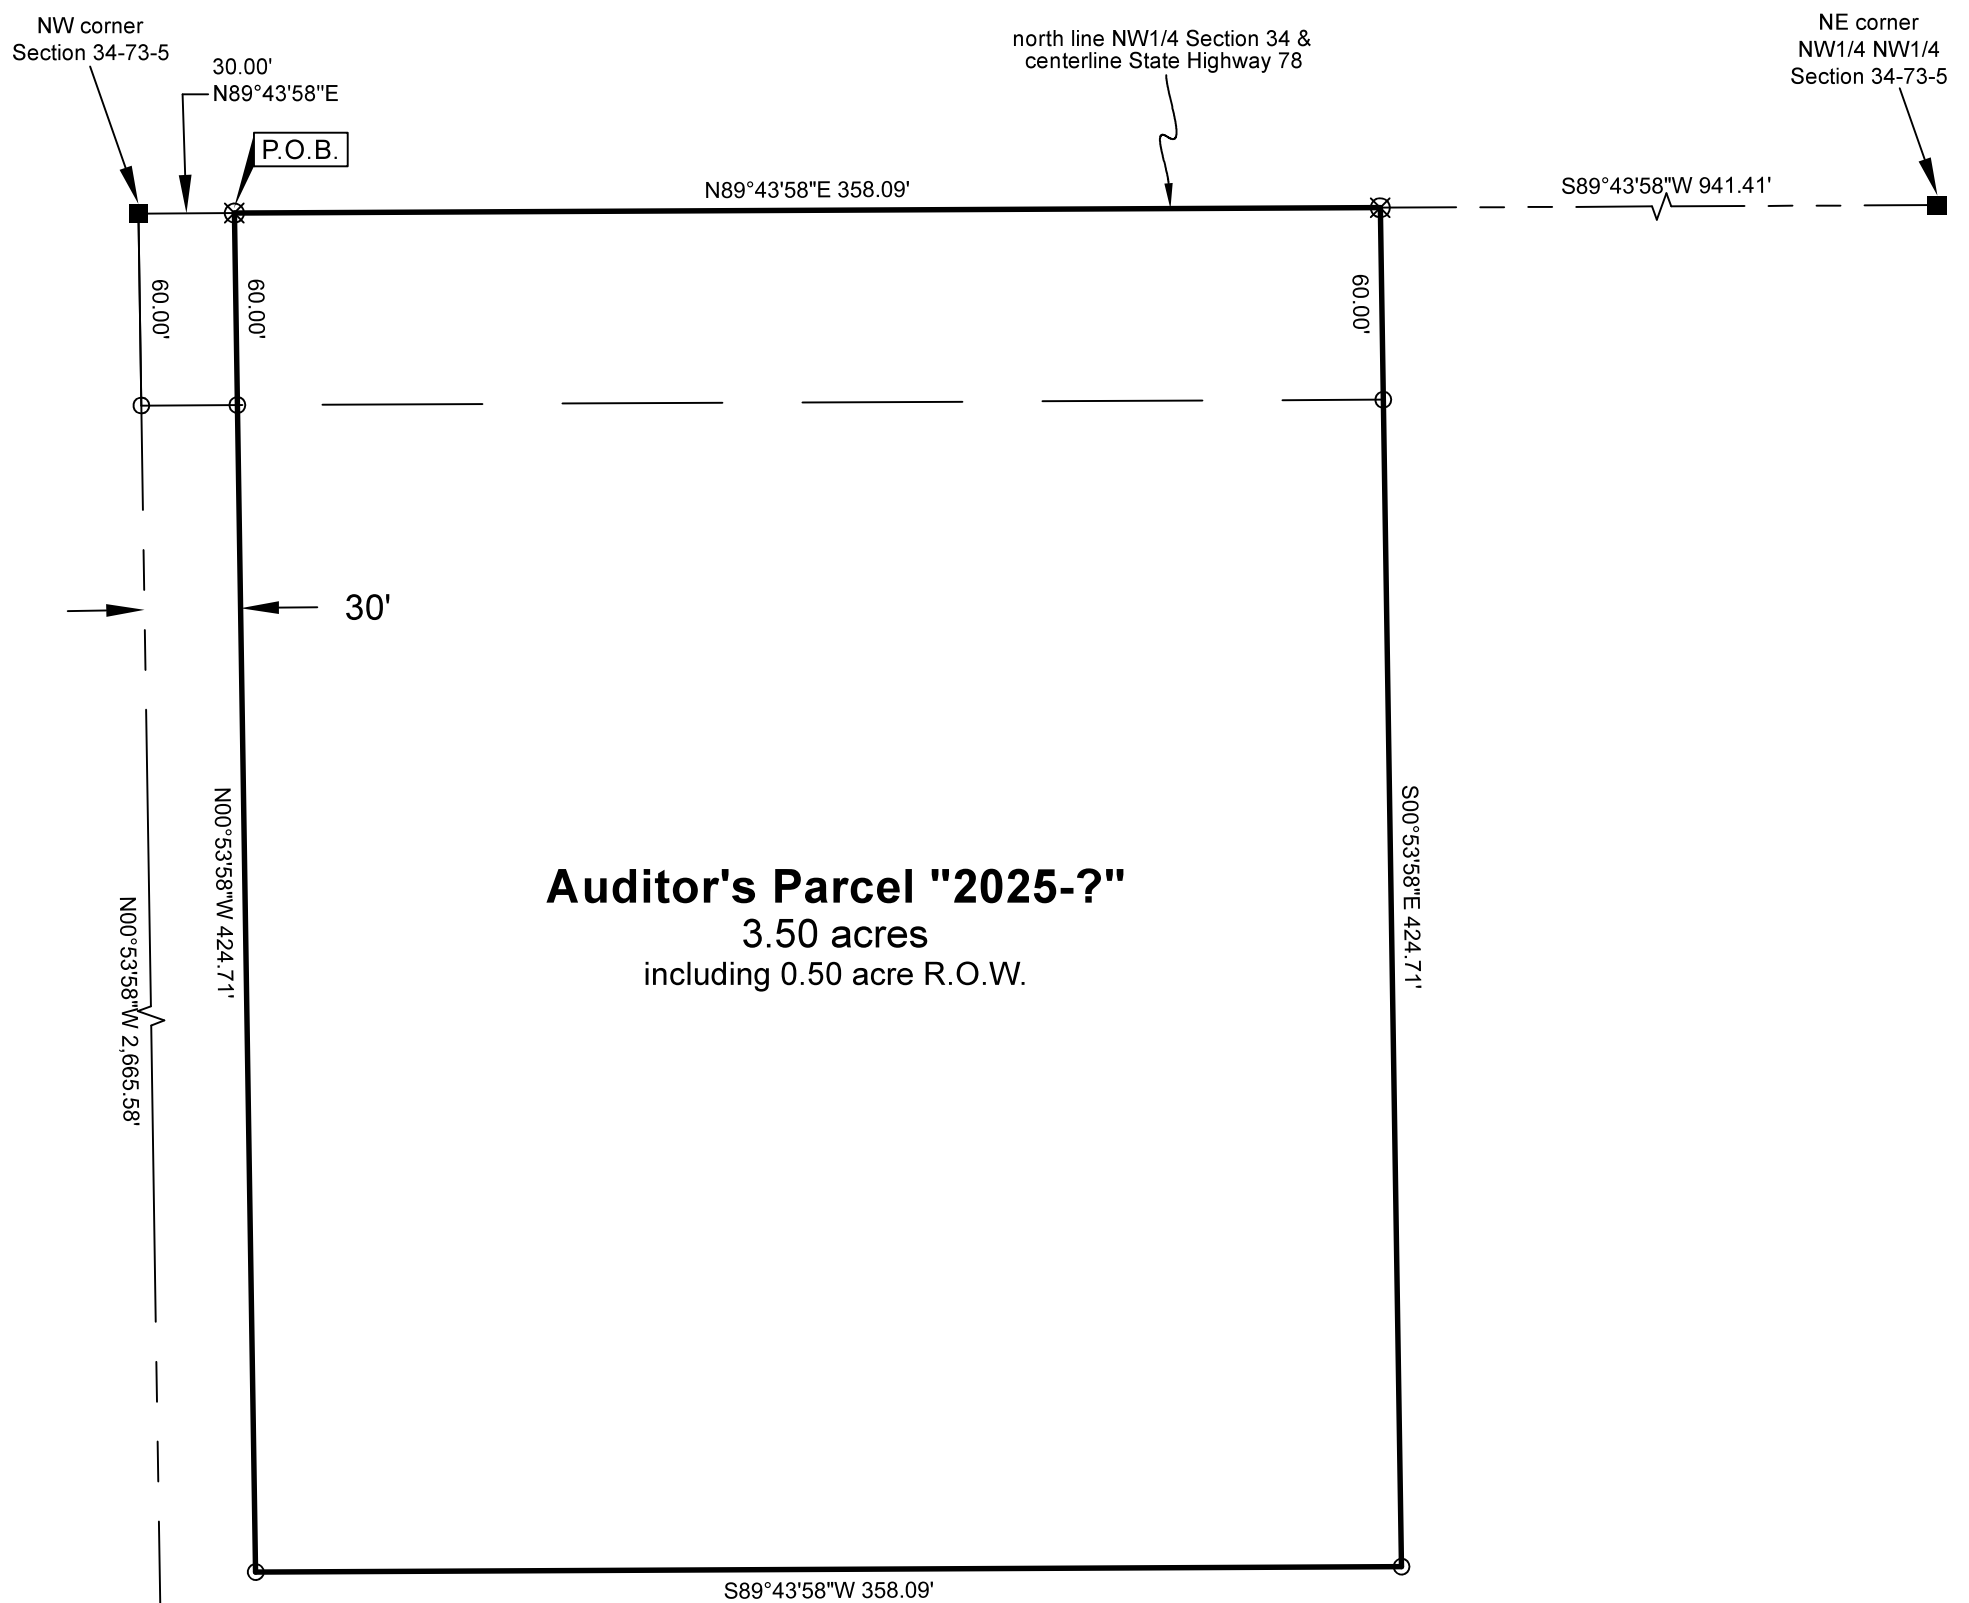 NW corner
Section 34-73-5
30.00'
N89°43'58"E
P.O.B.
north line NW1/4 Section 34 &
centerline State Highway 78
NE corner
NW1/4 NW1/4
Section 34-73-5
N89°43'58"E 358.09'
S89°43'58"W 941.41'
60.00'
60.00'
60.00'
30'
N00°53'58"W 424.71'
S00°53'58"E 424.71'
N00°53'58"W 2,665.58'
Auditor's Parcel "2025-?"
3.50 acres
including 0.50 acre R.O.W.
S89°43'58"W 358.09'